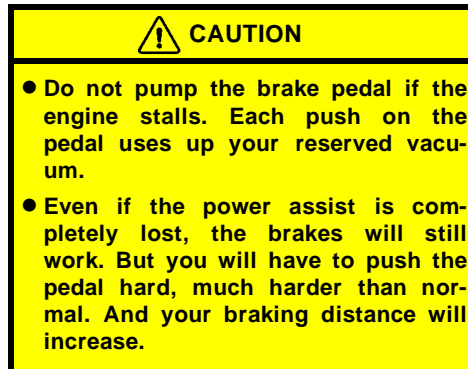 CAUTION
● Do not pump the brake pedal if the
engine stalls. Each push on the
pedal uses up your reserved vacu-
um.
● Even if the power assist is com-
pletely lost, the brakes will still
work. But you will have to push the
pedal hard, much harder than nor-
mal. And your braking distance will
increase.